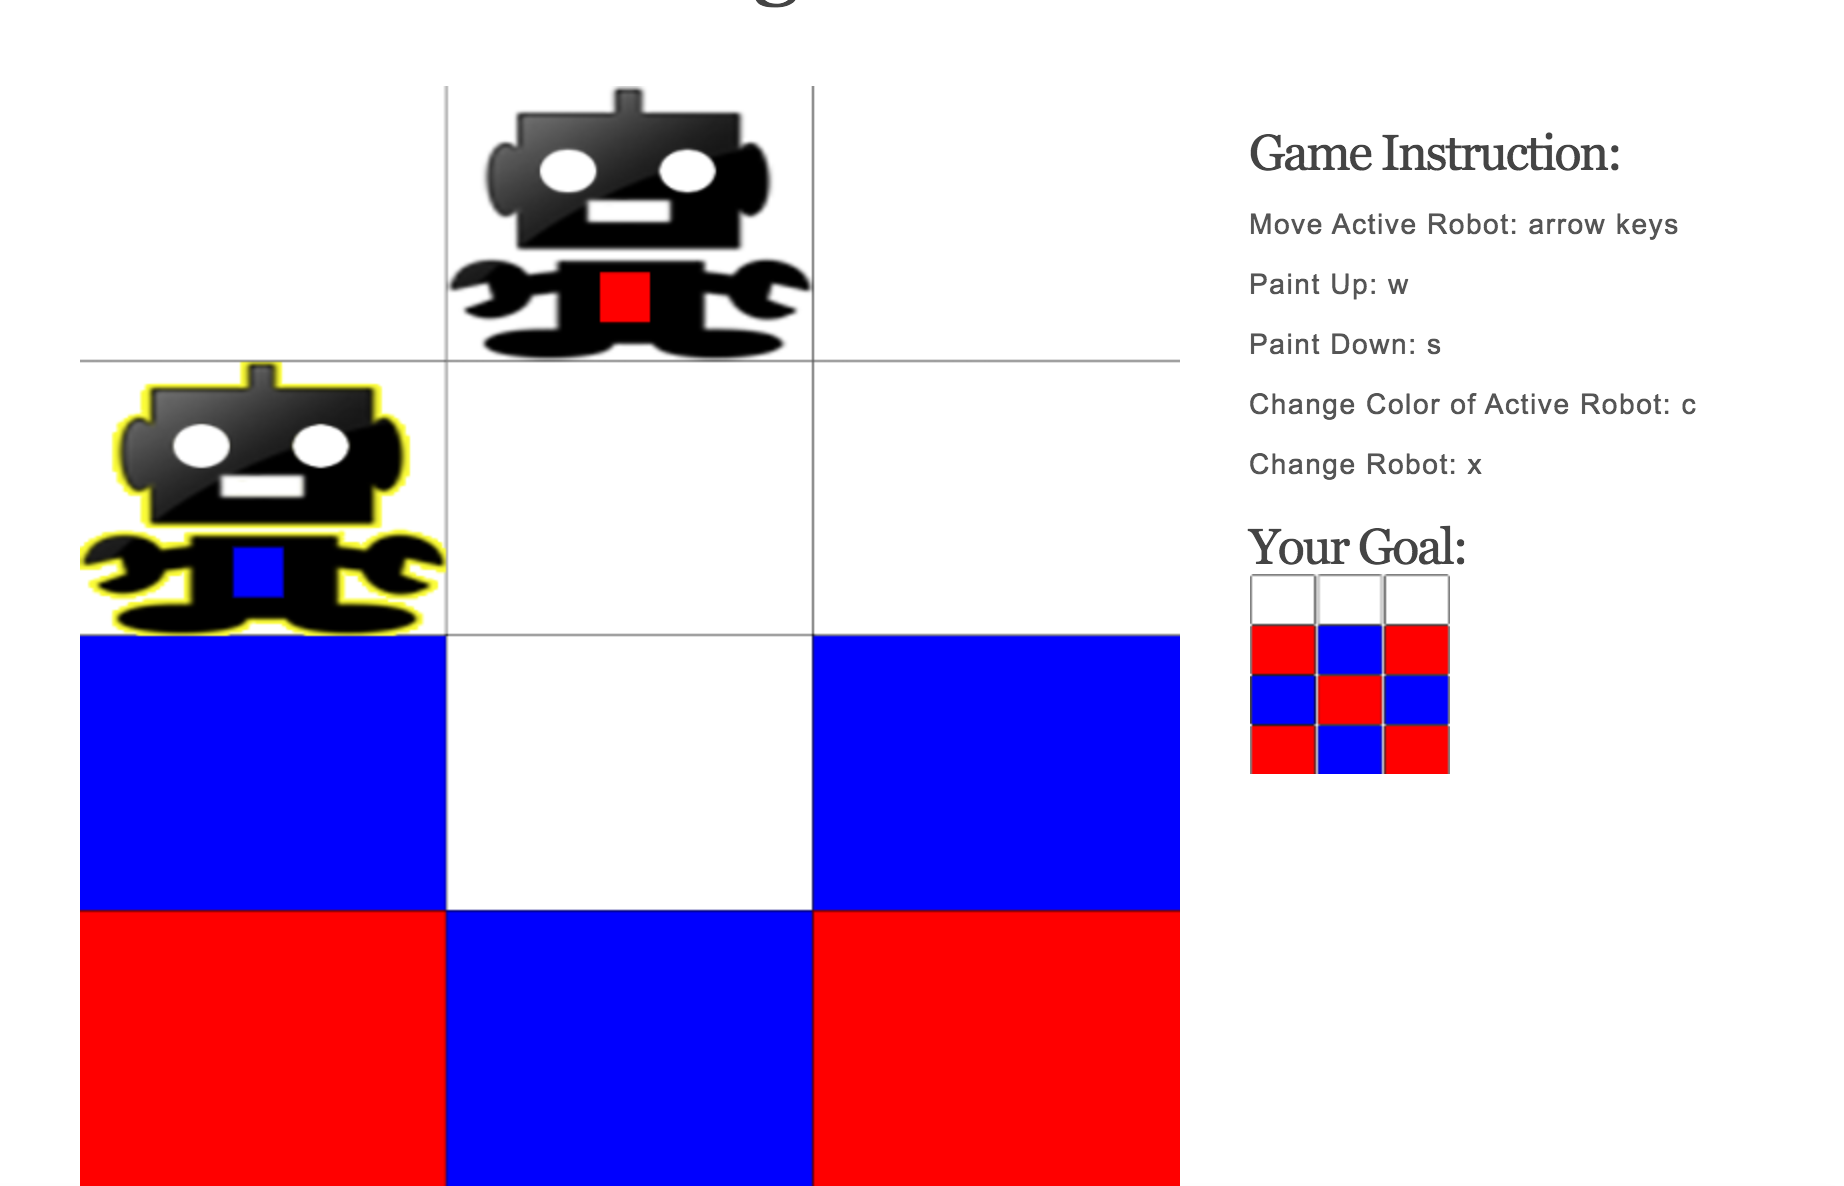 Game Instruction:
Move Active Robot: arrow keys
Paint Up: w
Paint Down: s
Change Color of Active Robot: c
Change Robot: x
Your Goal: